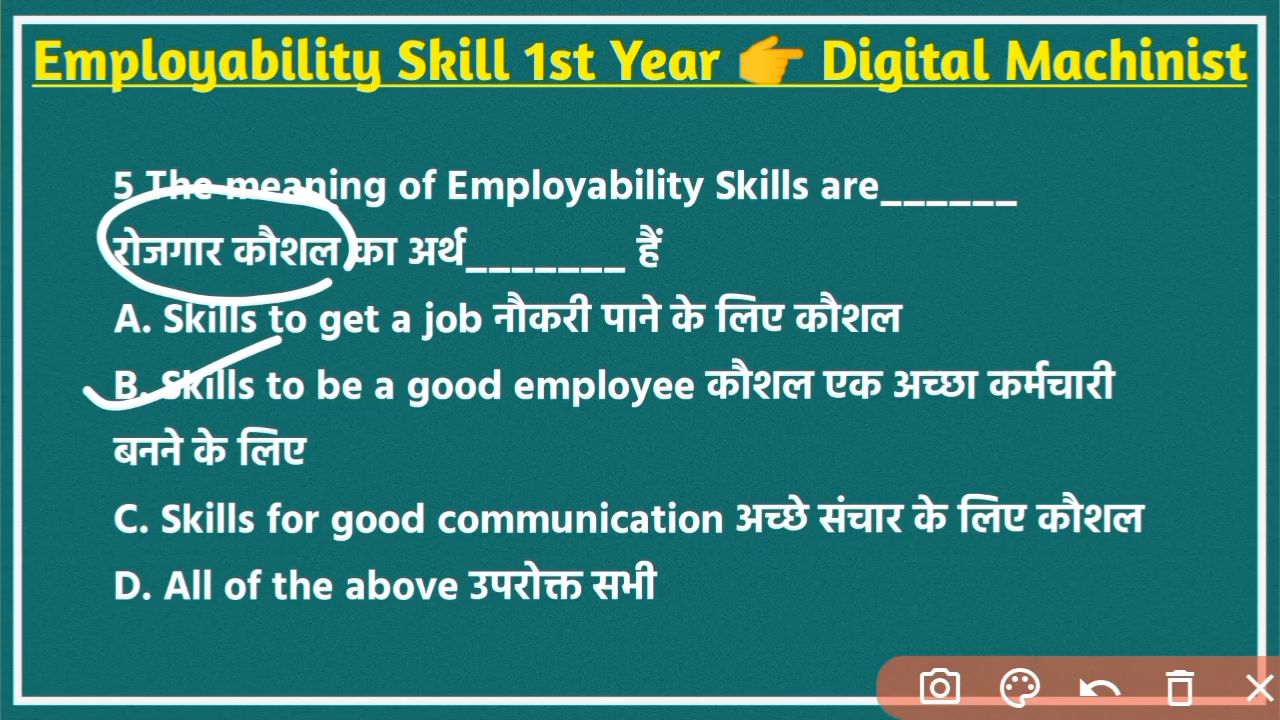 Employability Skill 1st Year 👉 Digital Machinist
5 The meaning of Employability Skills are______
रोजगार कौशल का अर्थ_______ हैं
A. Skills to get a job नौकरी पाने के लिए कौशल
B. Skills to be a good employee कौशल एक अच्छा कर्मचारी
बनने के लिए
C. Skills for good communication अच्छे संचार के लिए कौशल
D. All of the above उपरोक्त सभी